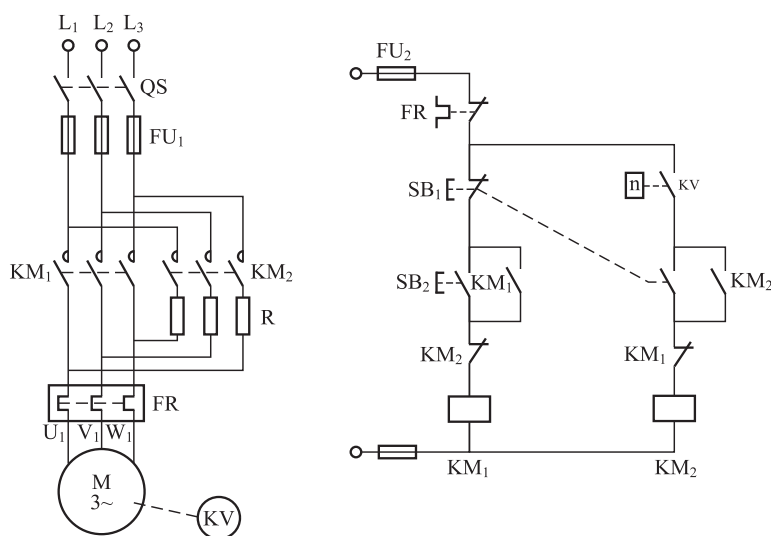 L₁ L₂ L₃
QS
FU₁
KM₁
KM₂
R
FR
U₁ V₁ W₁
M
3~
KV
FU₂
FR
SB₁
n
KV
SB₂
KM₁
KM₂
KM₂
KM₁
KM₁
KM₂